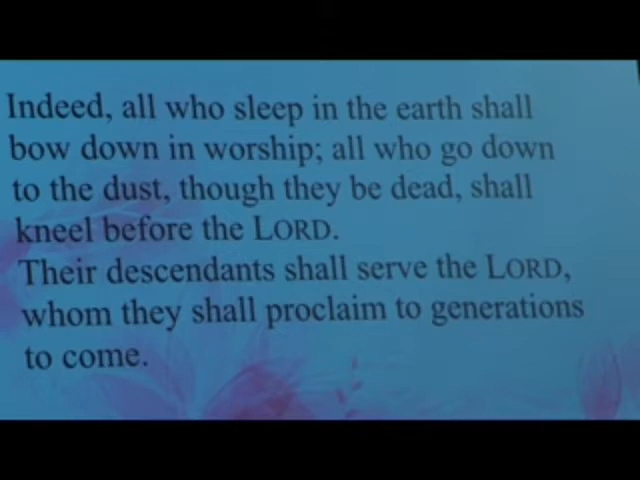 Indeed, all who sleep in the earth shall
bow down in worship; all who go down
to the dust, though they be dead, shall
kneel before the LORD.
Their descendants shall serve the LORD,
whom they shall proclaim to generations
to come.